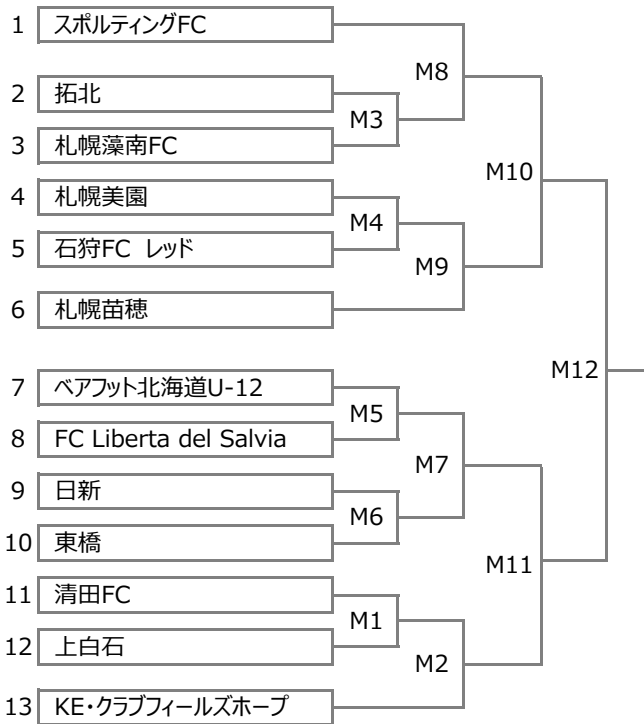 1 スポルティングFC
M8
2 拓北
M3
3 札幌藻南FC
M10
4 札幌美園
M4
5 石狩FC レッド
M9
6 札幌苗穂
M12
7 ベアフット北海道U-12
M5
8 FC Liberta del Salvia
M7
9 日新
M6
10 東橋
M11
11 清田FC
M1
12 上白石
M2
13 KE・クラブフィールズホープ